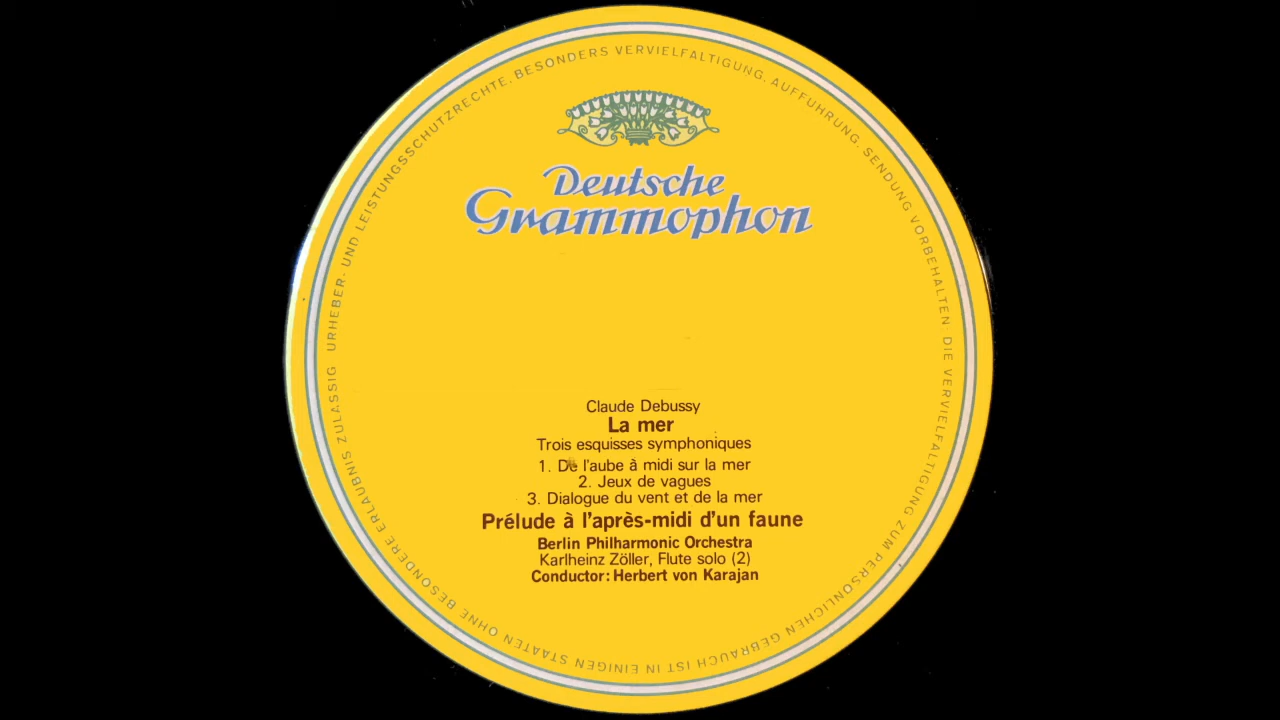 Deutsche
Grammophon
Claude Debussy
La mer
Trois esquisses symphoniques
1. De l'aube à midi sur la mer
2. Jeux de vagues
3. Dialogue du vent et de la mer
Prélude à l'après-midi d'un faune
Berlin Philharmonic Orchestra
Karlheinz Zöller, Flute solo (2)
Conductor: Herbert von Karajan
URHEBER- UND LEISTUNGSSCHUTZRECHTE, BESONDERS VERVIELFÄLTIGUNG, AUFFÜHRUNG, SENDUNG VORBEHALTEN · DIE VERVIELFÄLTIGUNG ZUM PERSÖNLICHEN GEBRAUCH IST IN EINIGEN STAATEN OHNE BESONDERE ERLAUBNIS ZULÄSSIG